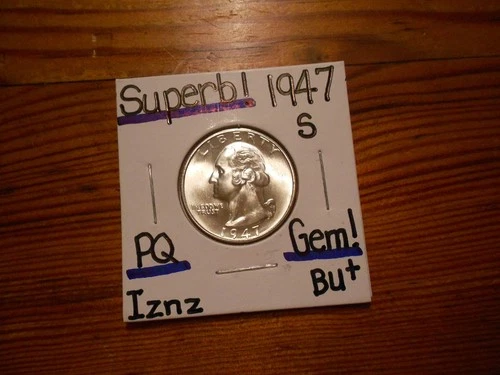 Superb! 1947
S
LIBERTY
IN GOD WE
TRUST
1947
PQ
Gem!
Iznz
Bu+